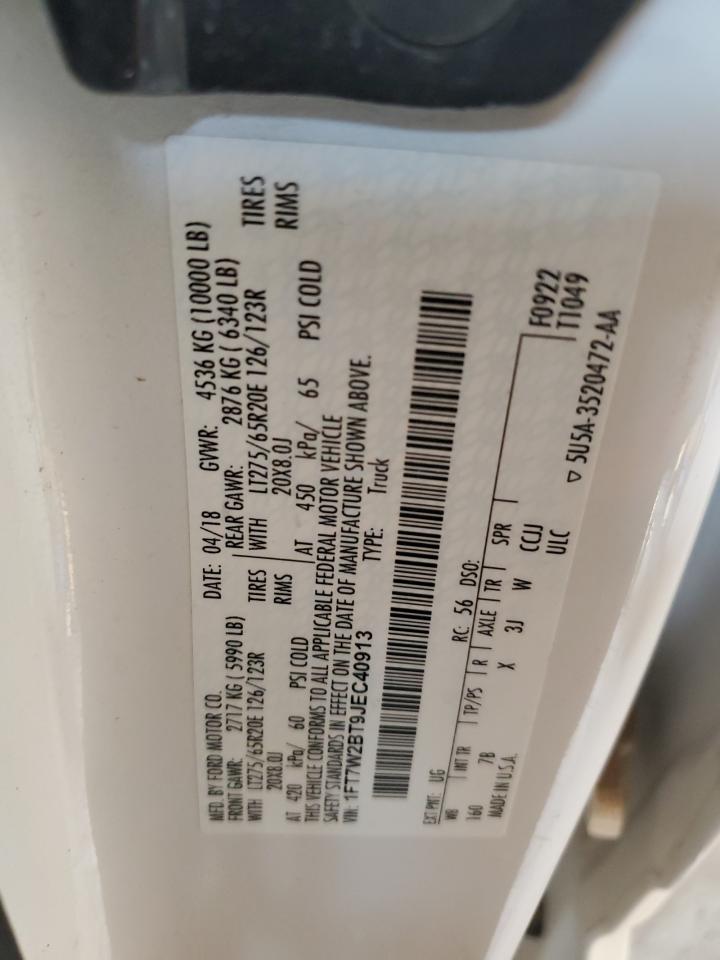 MFD. BY FORD MOTOR CO.
DATE: 04/18 GVWR: 4536 KG (10000 LB)
FRONT GAWR: 2717 KG ( 5990 LB) REAR GAWR: 2876 KG ( 6340 LB)
WITH LT275/65R20E 126/123R TIRES WITH LT275/65R20E 126/123R TIRES
20X8.0J RIMS 20X8.0J RIMS
AT 420 kPa/ 60 PSI COLD AT 450 kPa/ 65 PSI COLD
THIS VEHICLE CONFORMS TO ALL APPLICABLE FEDERAL MOTOR VEHICLE
SAFETY STANDARDS IN EFFECT ON THE DATE OF MANUFACTURE SHOWN ABOVE.
VIN: 1FT7W2BT9JEC40913 TYPE: Truck
EXT PNT: UG RC: 56 DSO: F0922
WB INT TR TP/PS R AXLE TR SPR T1049
160 7B X 3J W CCJJ
MADE IN U.S.A. ULC ▽ 5U5A-3520472-AA